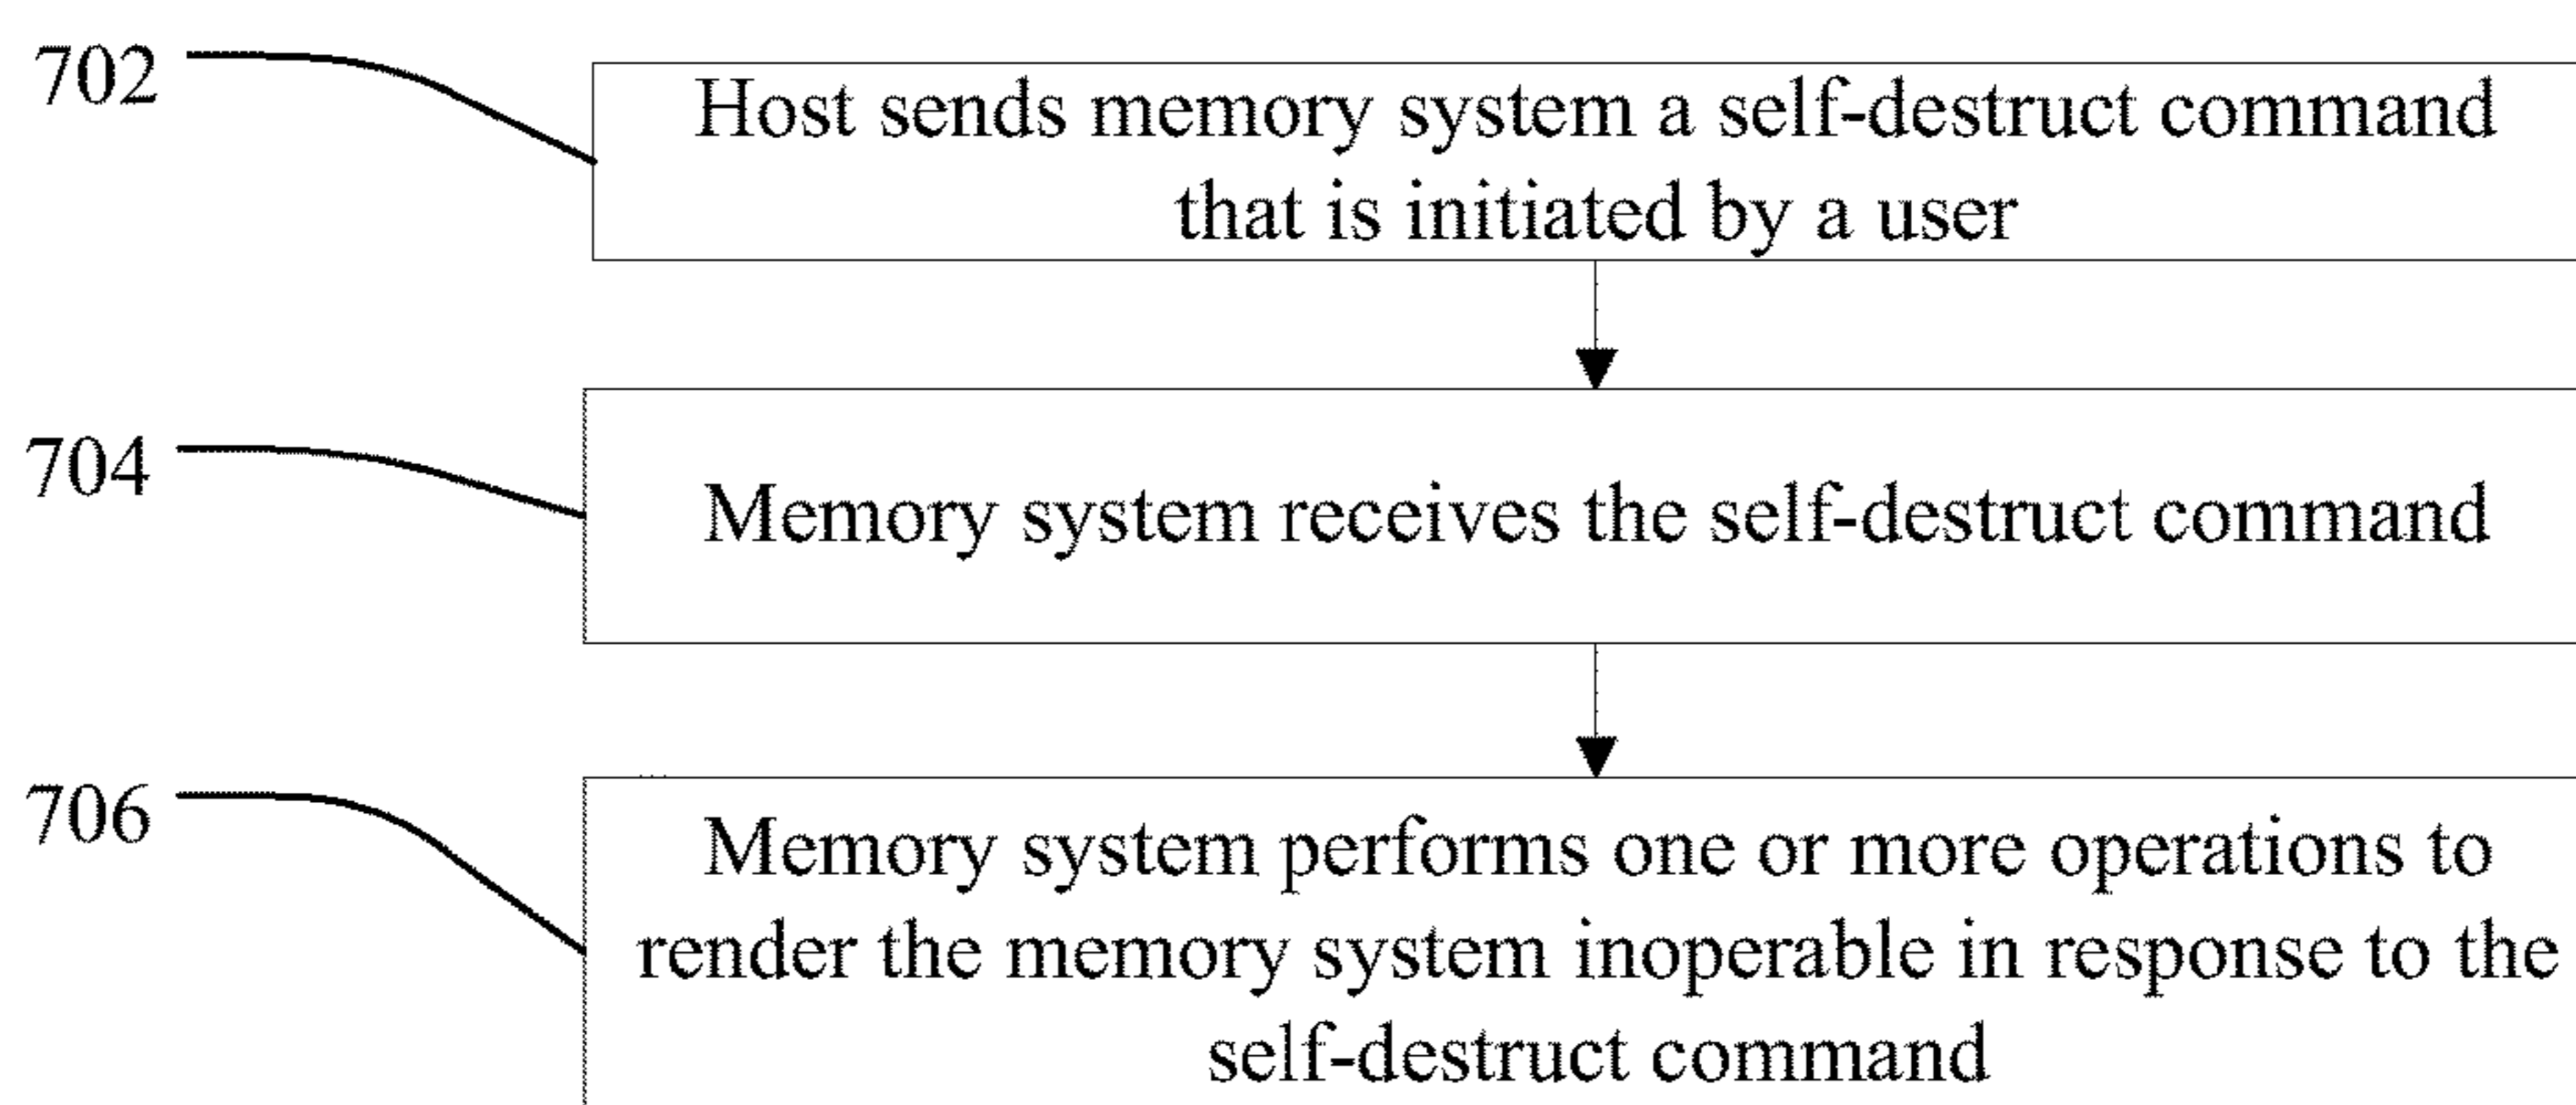 702
Host sends memory system a self-destruct command
that is initiated by a user
704
Memory system receives the self-destruct command
706
Memory system performs one or more operations to
render the memory system inoperable in response to the
self-destruct command